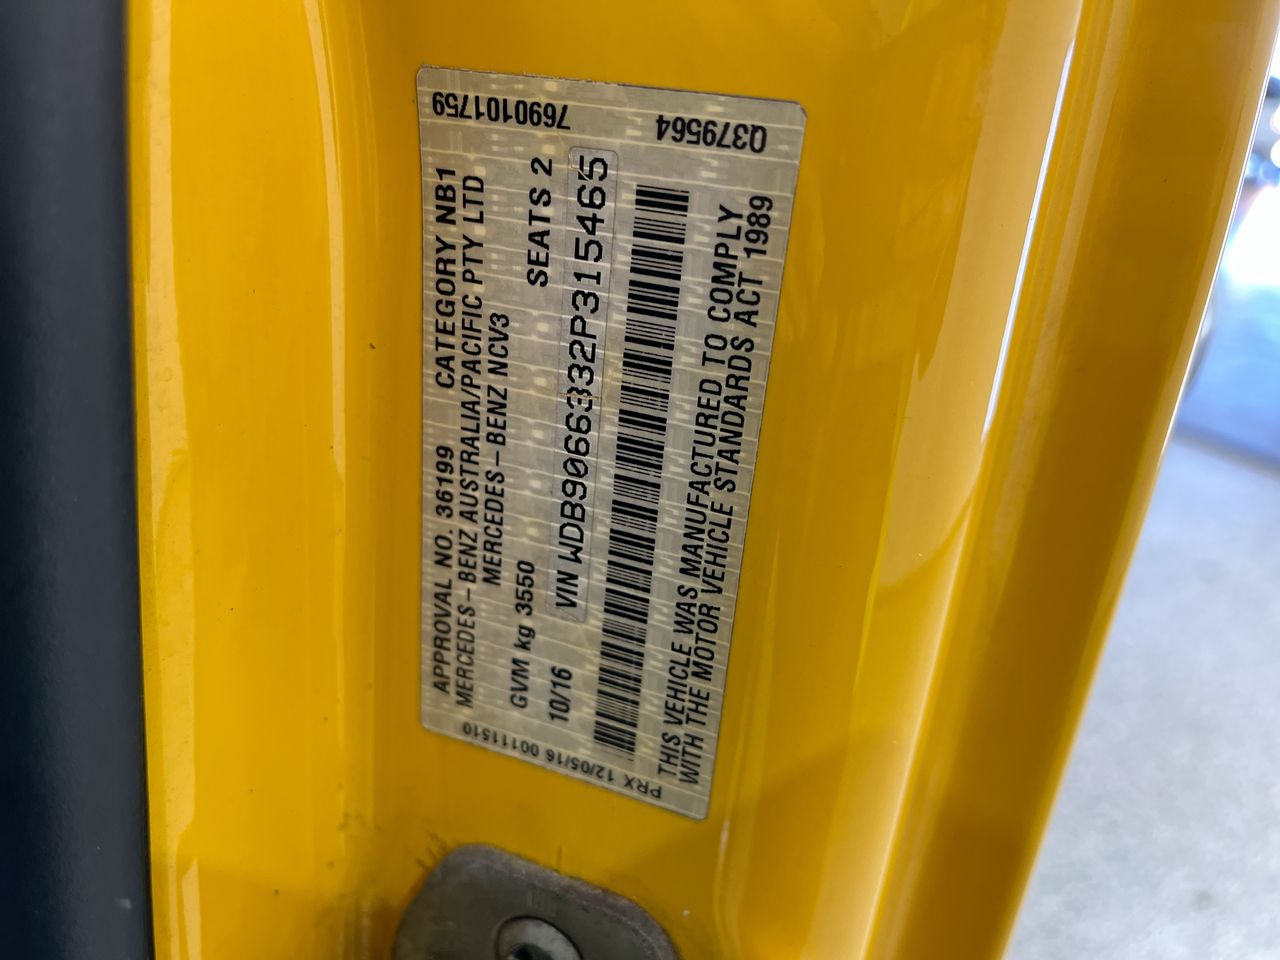 APPROVAL NO. 36199 CATEGORY NB1
MERCEDES-BENZ AUSTRALIA/PACIFIC PTY LTD
MERCEDES-BENZ NCV3
GVM kg 3550 SEATS 2
10/16 VIN WDB9066332P315465
THIS VEHICLE WAS MANUFACTURED TO COMPLY
WITH THE MOTOR VEHICLE STANDARDS ACT 1989
7690101759
Q379564
PRX 12/05/16 00111510